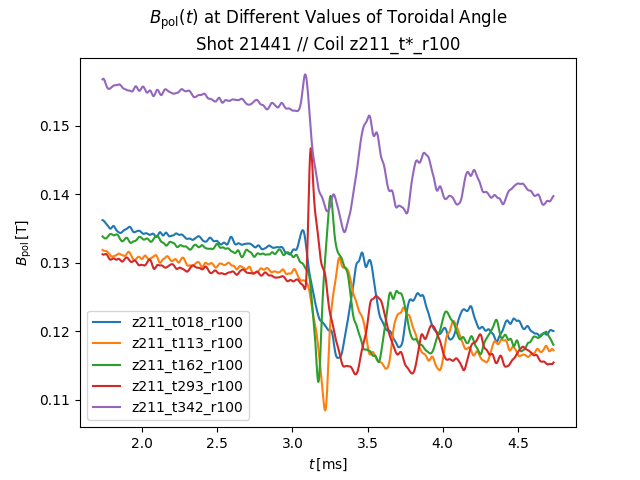 B_pol(t) at Different Values of Toroidal Angle
Shot 21441 // Coil z211_t*_r100
B_pol [T]
0.15
0.14
0.13
0.12
0.11
z211_t018_r100
z211_t113_r100
z211_t162_r100
z211_t293_r100
z211_t342_r100
2.0 2.5 3.0 3.5 4.0 4.5
t [ms]